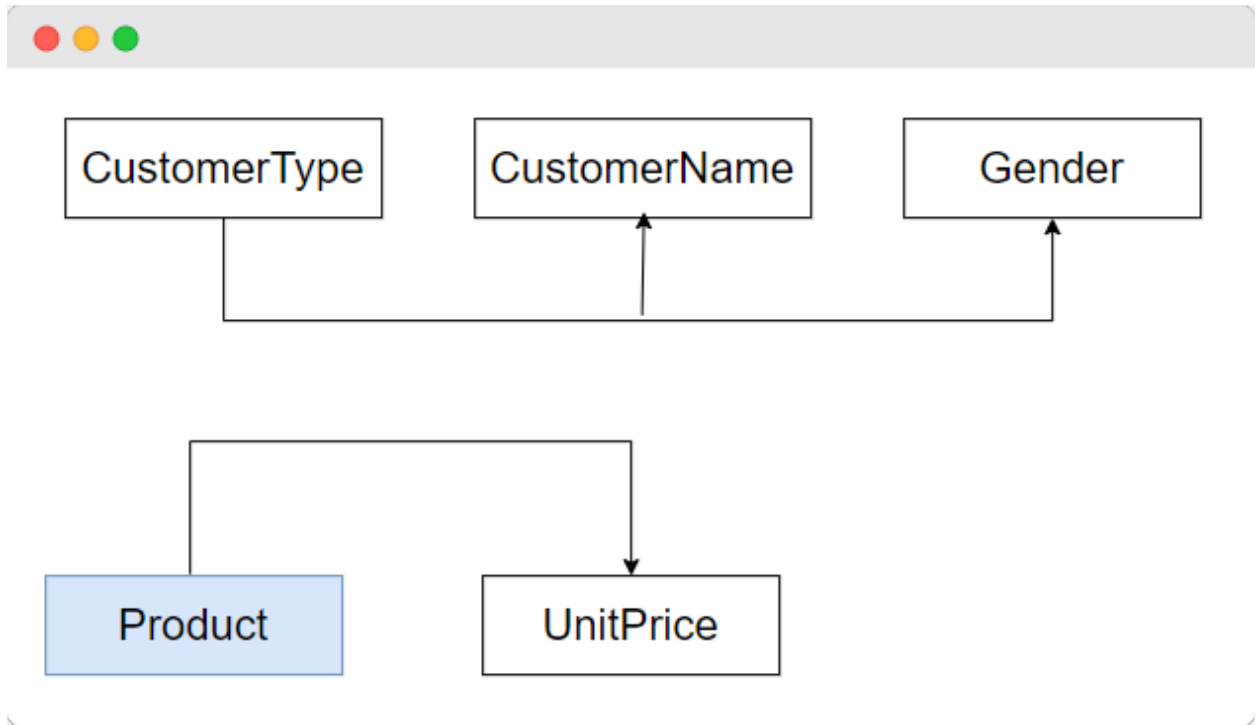 CustomerType
CustomerName
Gender
Product
UnitPrice